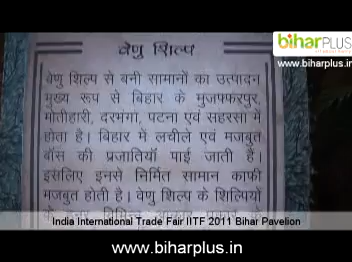 biharPLUS
www.biharplus.in
वेणु शिल्प
वेणु शिल्प से बनी सामानों का उत्पादन
मुख्य रूप से बिहार के मुजफ्फरपुर,
मोतीहारी, दरभंगा, पटना एवं सहरसा में
होता है। बिहार में लचीले एवं मजबुत
बाँस की प्रजातियाँ पाई जाती हैं।
इसलिए इनसे निर्मित सामान काफी
मजबुत होती है। वेणु शिल्प के शिल्पियों
India International Trade Fair IITF 2011 Bihar Pavelion
www.biharplus.in